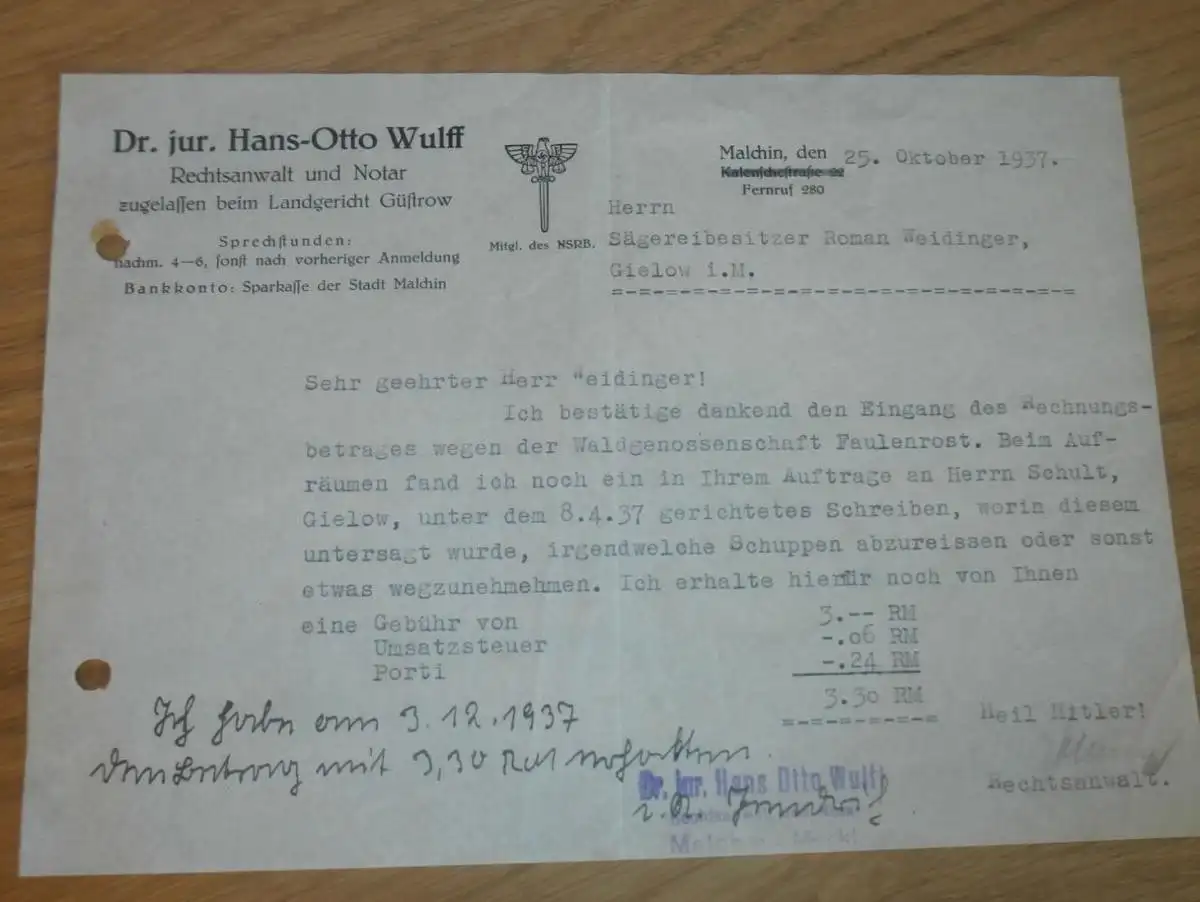 Dr. jur. Hans-Otto Wulff
Rechtsanwalt und Notar
zugelassen beim Landgericht Güstrow
Sprechstunden:
nachm. 4—6, sonst nach vorheriger Anmeldung
Bankkonto: Sparkasse der Stadt Malchin
Mitgl. des NSRB.
Malchin, den 25. Oktober 1937.
Fernruf 280
Herrn
Sägereibesitzer Roman Weidinger,
Gielow i.M.
=-=-=-=-=-=-=-=-=-=-=-=-=-=-=-=-=-=
Sehr geehrter Herr Weidinger!
Ich bestätige dankend den Eingang des Rechnungs-
betrages wegen der Waldgenossenschaft Faulenrost. Beim Auf-
räumen fand ich noch ein in Ihrem Auftrage an Herrn Schult,
Gielow, unter dem 8.4.37 gerichtetes Schreiben, worin diesem
untersagt wurde, irgendwelche Schuppen abzureissen oder sonst
etwas wegzunehmehmen. Ich erhalte hierfür noch von Ihnen
eine Gebühr von 3.-- RM
Umsatzsteuer -.06 RM
Porti -.24 RM
3.30 RM
=-=-=-=-=-=
Heil Hitler!
Rechtsanwalt.
Ich habe am 3.12.1937
den Betrag mit 3,30 RM erhalten.
Dr. jur. Hans Otto Wulff